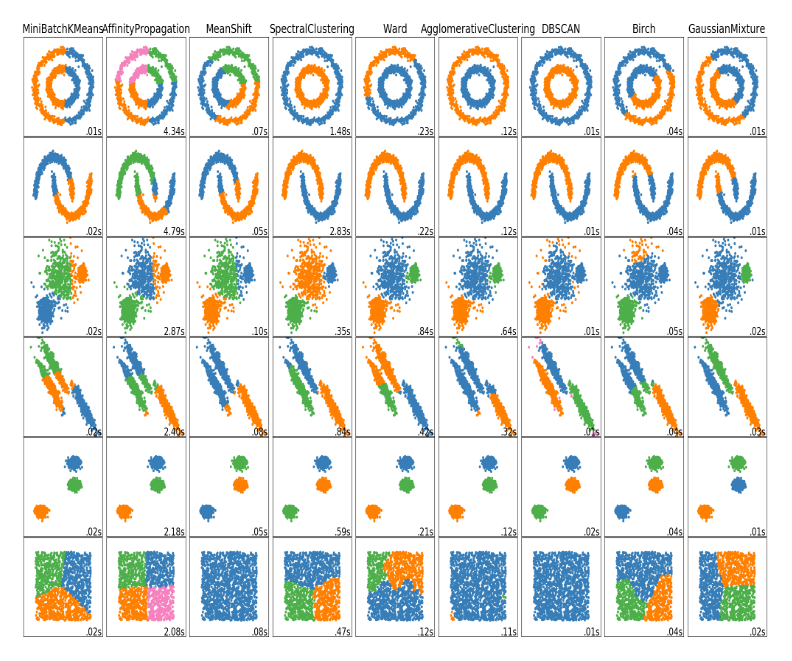 MiniBatchKMeans AffinityPropagation MeanShift SpectralClustering Ward AgglomerativeClustering DBSCAN Birch GaussianMixture
.01s 4.34s .07s 1.48s .23s .12s .01s .04s .01s
.02s 4.79s .05s 2.83s .22s .12s .01s .04s .01s
.02s 2.87s .10s .35s .84s .64s .01s .05s .02s
.02s 2.40s .08s .84s .42s .32s .01s .04s .03s
.02s 2.18s .05s .59s .21s .12s .02s .04s .01s
.02s 2.08s .08s .47s .12s .11s .01s .04s .02s